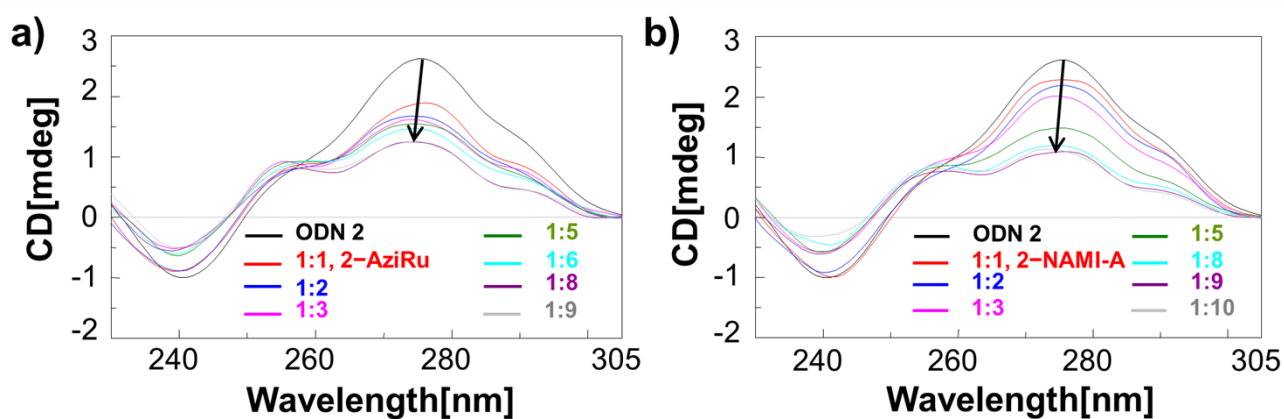 a)
CD[mdeg]
3
2
1
0
-1
-2
ODN 2
1:1, 2−AziRu
1:2
1:3
1:5
1:6
1:8
1:9
240 260 280 305
Wavelength[nm]
b)
CD[mdeg]
3
2
1
0
-1
-2
ODN 2
1:1, 2−NAMI-A
1:2
1:3
1:5
1:8
1:9
1:10
240 260 280 305
Wavelength[nm]